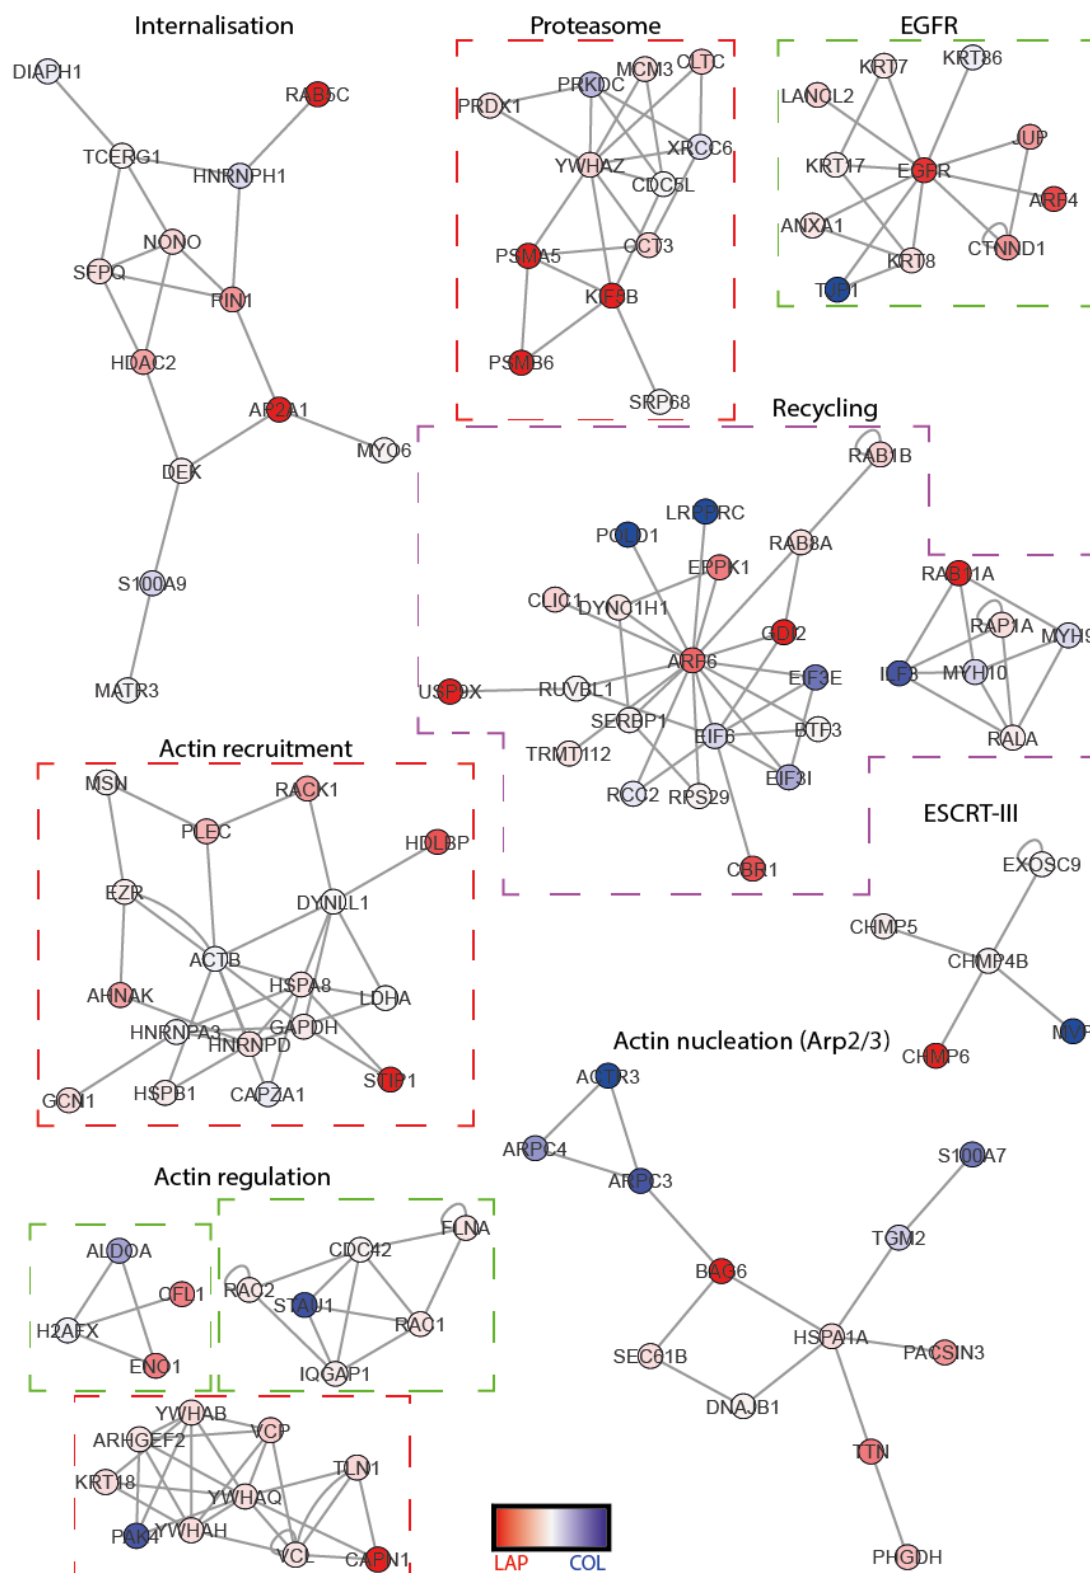 Internalisation
DIAPH1
RAB5C
TCERG1
HNRNPH1
NONO
SFPQ
PIN1
HDAC2
AP2A1
MYO6
DEK
S100A9
MATR3
Proteasome
CLTC
MCM3
PRKDC
PRDX1
XRCC6
YWHAZ
CDC5L
CCT3
PSMA5
KIF5B
PSMB6
SRP68
EGFR
KRT86
KRT7
LANCL2
JUP
KRT17
EGFR
ARF4
ANXA1
CTNND1
KRT8
TJP1
Recycling
RAB1B
LRPPRC
POLD1
RAB8A
EPPK1
CLIC1
DYNC1H1
GDI2
ARF6
EIF3E
USP9X
RUVBL1
SERBP1
EIF6
BTF3
TRMT112
EIF3I
RCC2
RPS29
CBR1
RAB11A
RAP1A
MYH9
ILF3
MYH10
RALA
Actin recruitment
MSN
RACK1
PLEC
HDLBP
EZR
DYNLL1
ACTB
HSPA8
AHNAK
LDHA
HNRNPA3
GAPDH
HNRNPD
STIP1
GCN1
HSPB1
CAPZA1
ESCRT-III
EXOSC9
CHMP5
CHMP4B
MVP
CHMP6
Actin nucleation (Arp2/3)
ACTR3
ARPC4
ARPC3
S100A7
TGM2
BAG6
HSPA1A
SEC61B
PACSIN3
DNAJB1
TTN
PHGDH
Actin regulation
ALDOA
CFL1
H2AFX
ENO1
FLNA
CDC42
RAC2
STAU1
RAC1
IQGAP1
YWHAB
ARHGEF2
VCP
KRT18
TLN1
YWHAQ
PAK4
YWHAH
VCL
CAPN1
LAP
COL